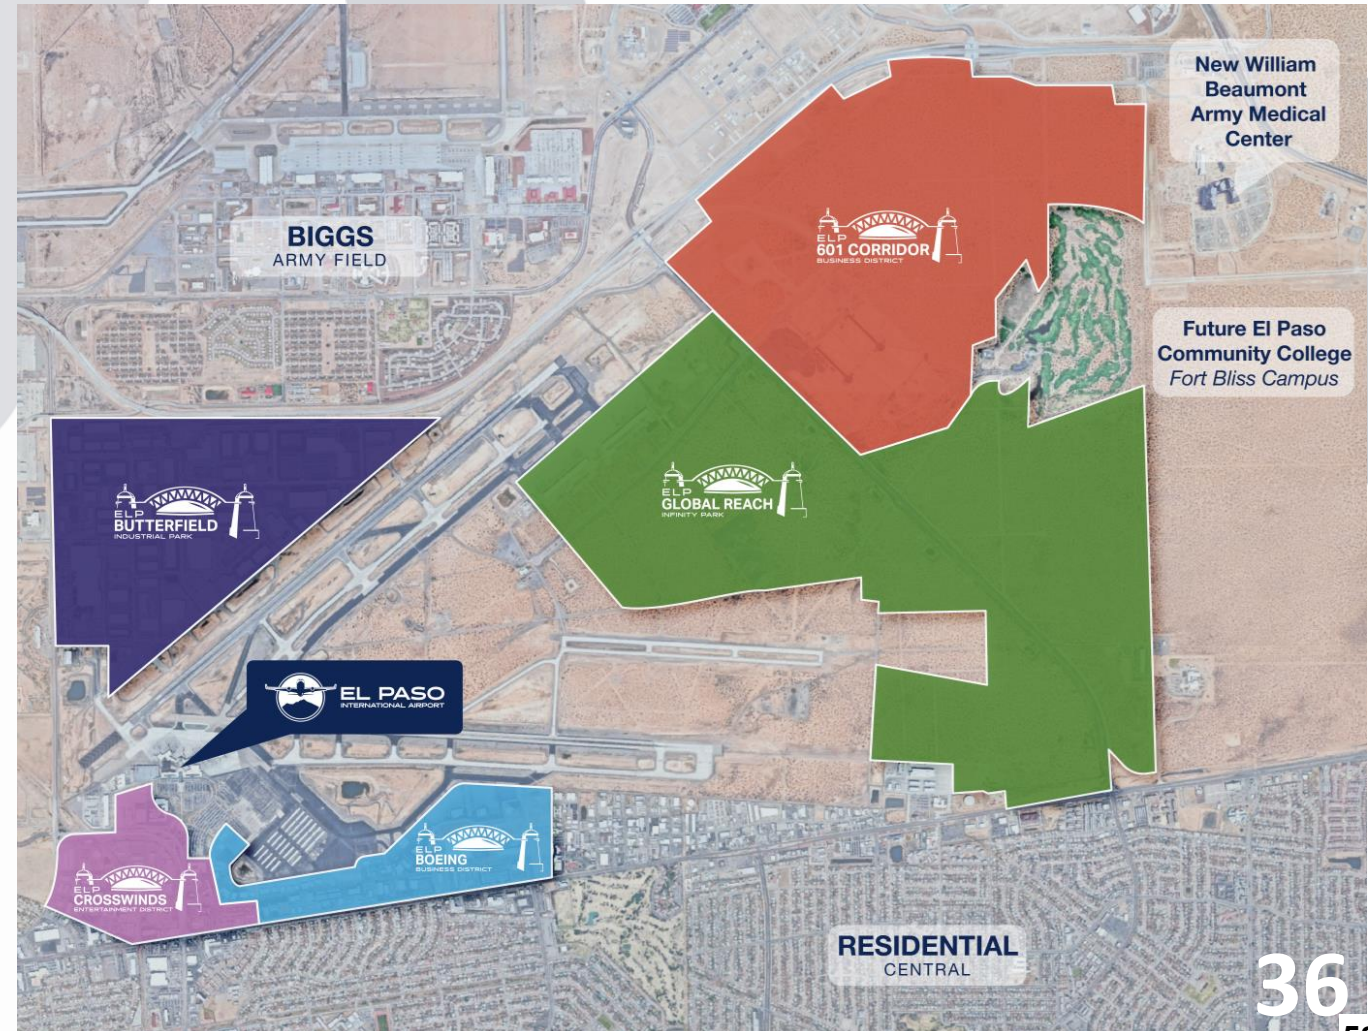 New William
Beaumont
Army Medical
Center
BIGGS
ARMY FIELD
ELP
601 CORRIDOR
BUSINESS DISTRICT
Future El Paso
Community College
Fort Bliss Campus
ELP
GLOBAL REACH
INFINITY PARK
ELP
BUTTERFIELD
INDUSTRIAL PARK
EL PASO
INTERNATIONAL AIRPORT
ELP
BOEING
BUSINESS DISTRICT
ELP
CROSSWINDS
ENTERTAINMENT DISTRICT
RESIDENTIAL
CENTRAL
36